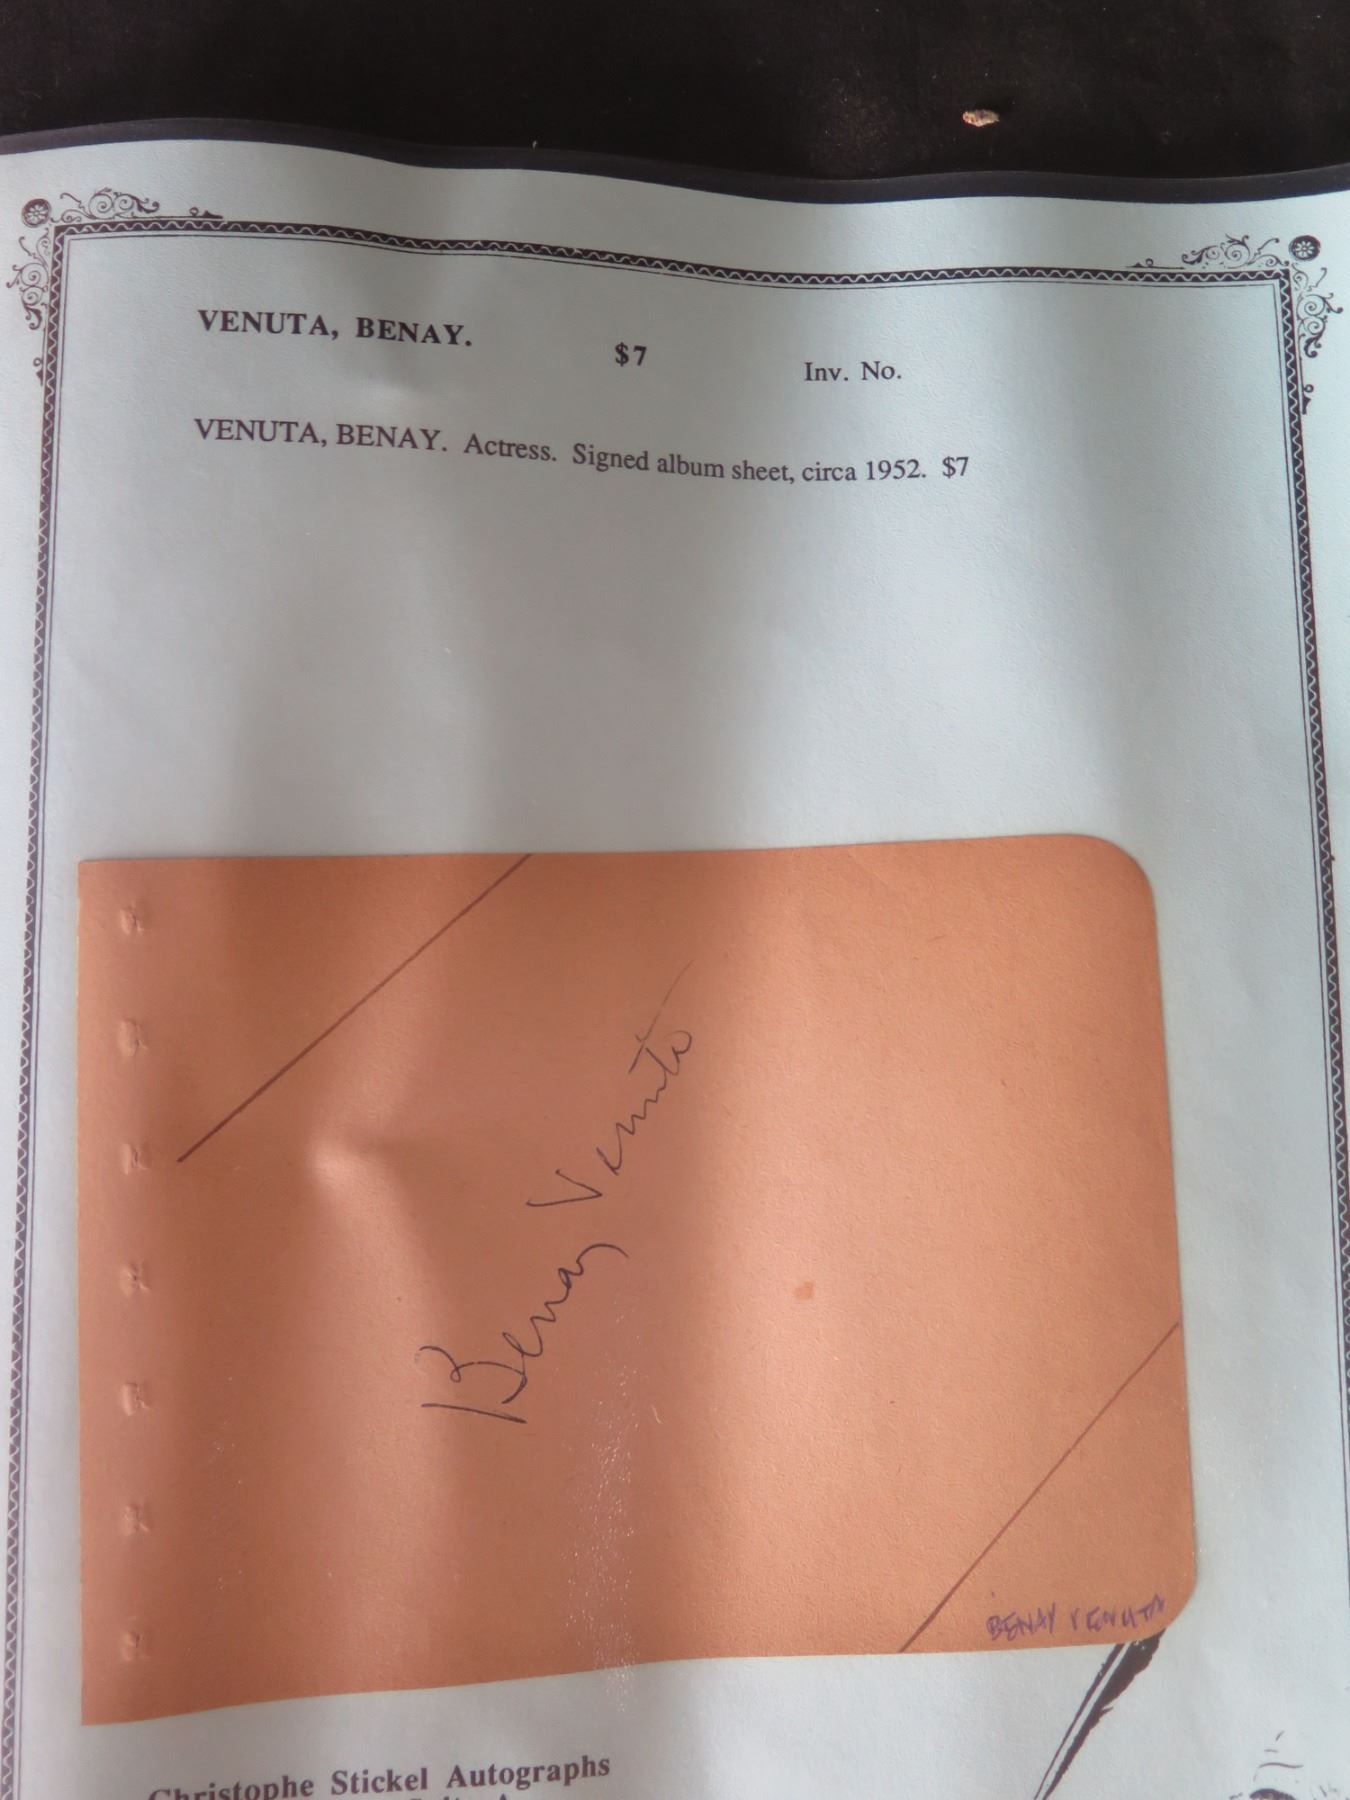 VENUTA, BENAY.
$7
Inv. No.
VENUTA, BENAY. Actress. Signed album sheet, circa 1952. $7
Benay Venuta
BENAY VENUTA
Christophe Stickel Autographs